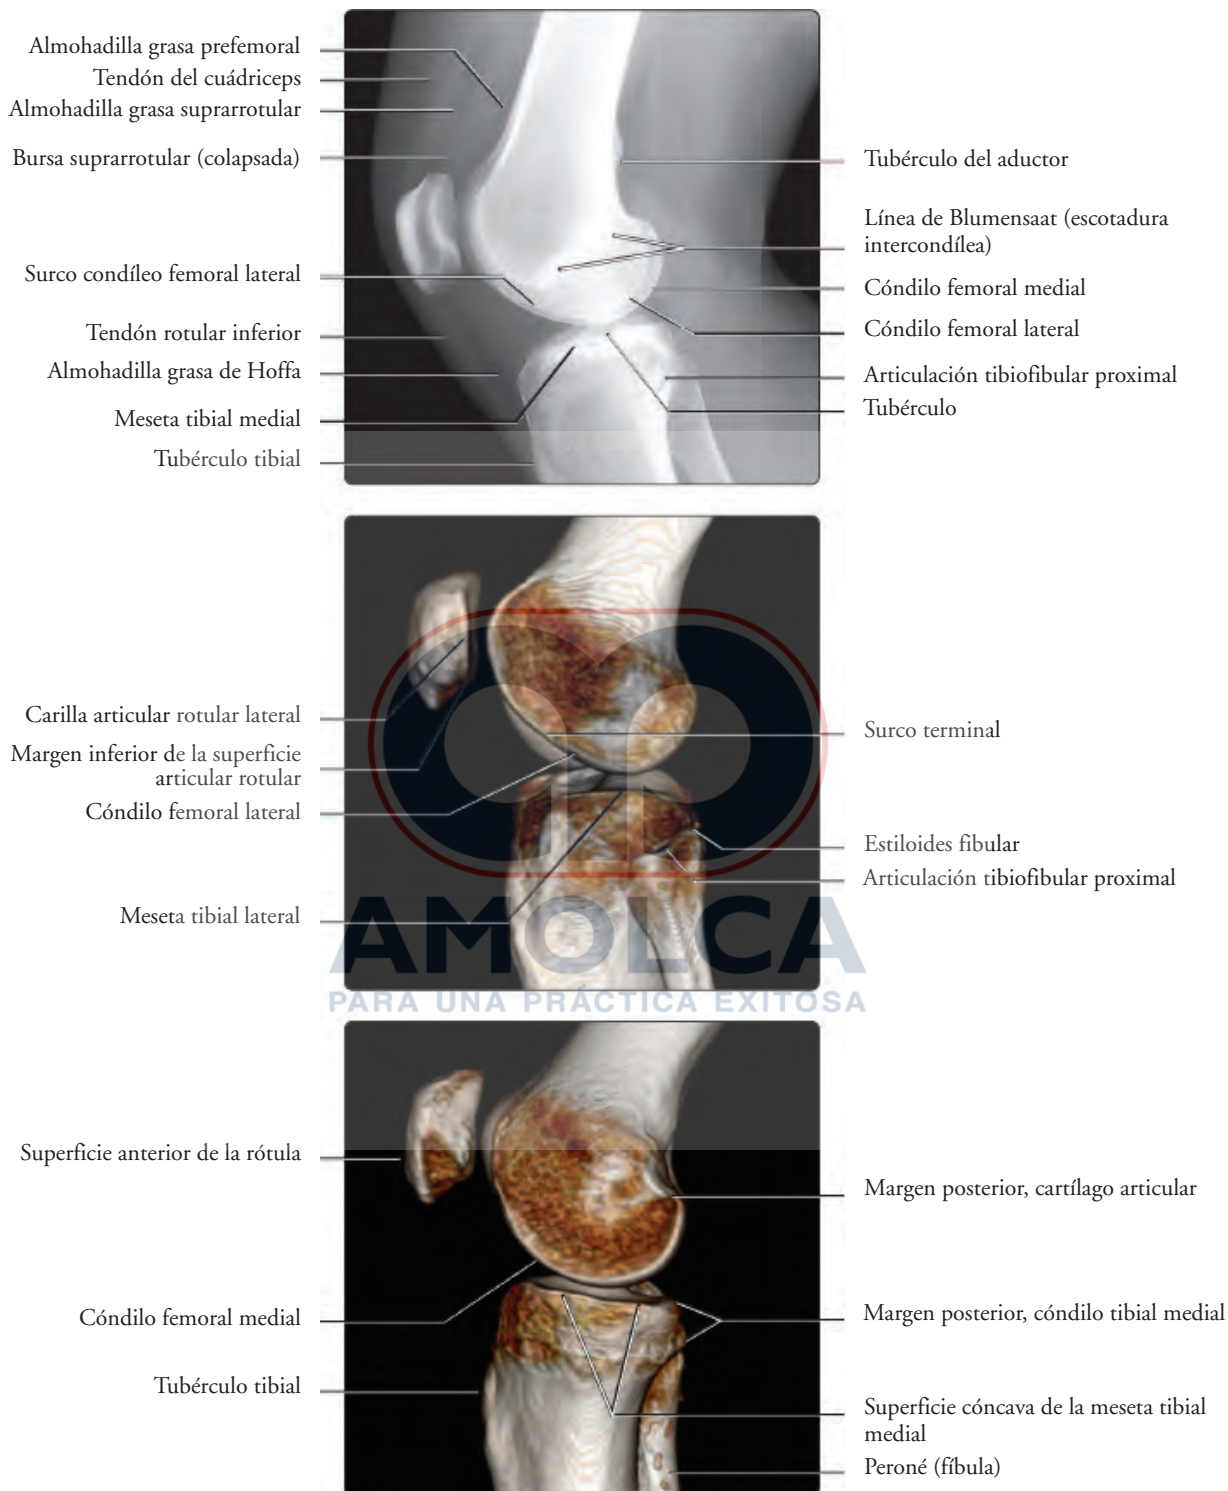 Almohadilla grasa prefemoral
Tendón del cuádriceps
Almohadilla grasa suprarrotular
Bursa suprarrotular (colapsada)
Surco condíleo femoral lateral
Tendón rotular inferior
Almohadilla grasa de Hoffa
Meseta tibial medial
Tubérculo tibial
Tubérculo del aductor
Línea de Blumensaat (escotadura
intercondílea)
Cóndilo femoral medial
Cóndilo femoral lateral
Articulación tibiofibular proximal
Tubérculo
Carilla articular rotular lateral
Margen inferior de la superficie
articular rotular
Cóndilo femoral lateral
Meseta tibial lateral
Surco terminal
Estiloides fibular
Articulación tibiofibular proximal
AMOLCA
PARA UNA PRÁCTICA EXITOSA
Superficie anterior de la rótula
Cóndilo femoral medial
Tubérculo tibial
Margen posterior, cartílago articular
Margen posterior, cóndilo tibial medial
Superficie cóncava de la meseta tibial
medial
Peroné (fíbula)